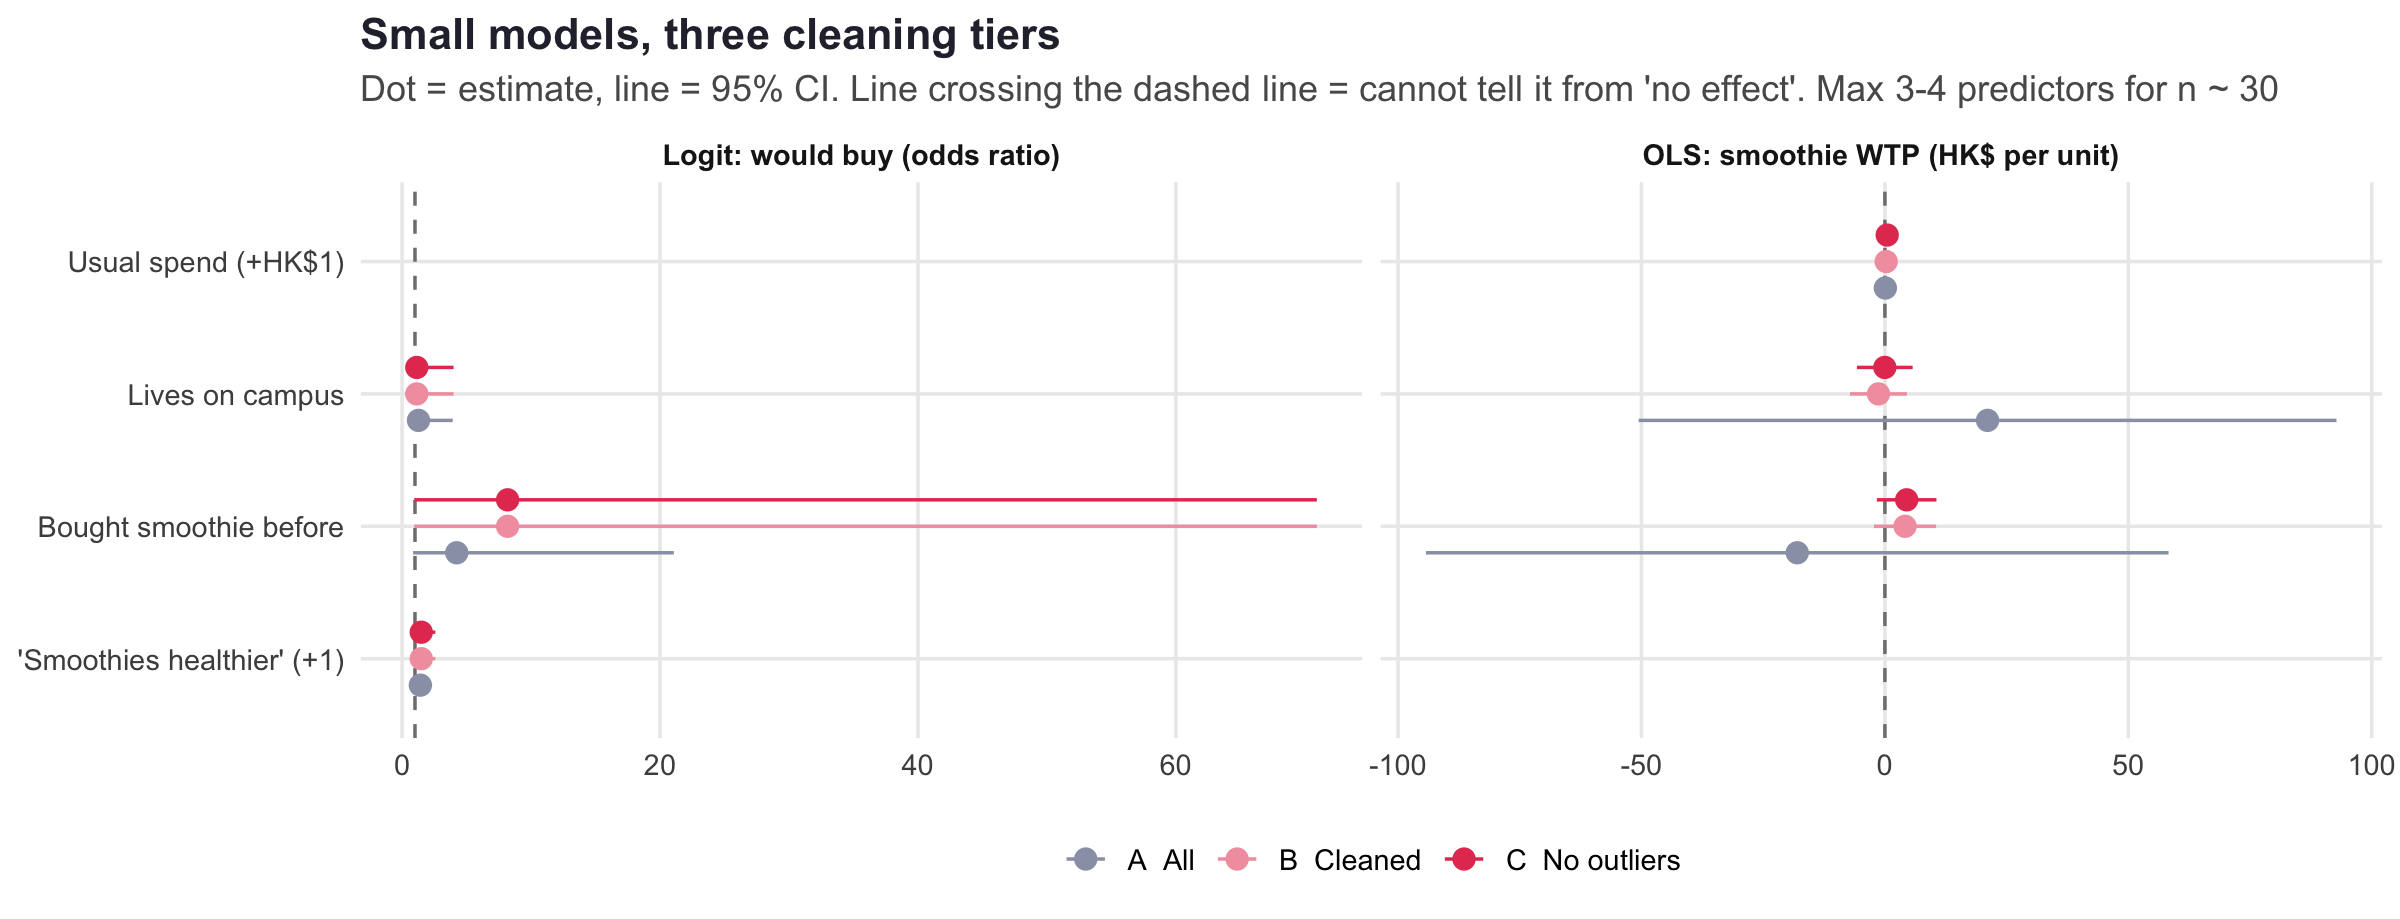 Small models, three cleaning tiers
Dot = estimate, line = 95% CI. Line crossing the dashed line = cannot tell it from 'no effect'. Max 3-4 predictors for n ~ 30
Logit: would buy (odds ratio)
OLS: smoothie WTP (HK$ per unit)
Usual spend (+HK$1)
Lives on campus
Bought smoothie before
'Smoothies healthier' (+1)
0 20 40 60
-100 -50 0 50 100
A All B Cleaned C No outliers